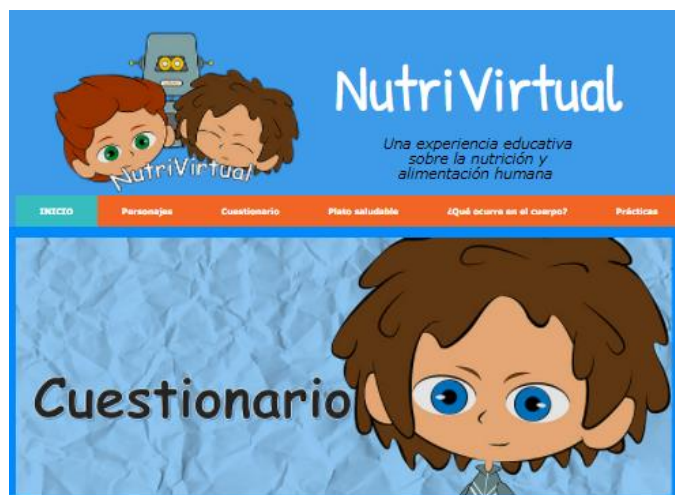 NutriVirtual
NutriVirtual
Una experiencia educativa
sobre la nutrición y
alimentación humana
INICIO Personajes Cuestionario Plato saludable ¿Qué ocurre en el cuerpo? Prácticas
Cuestionario